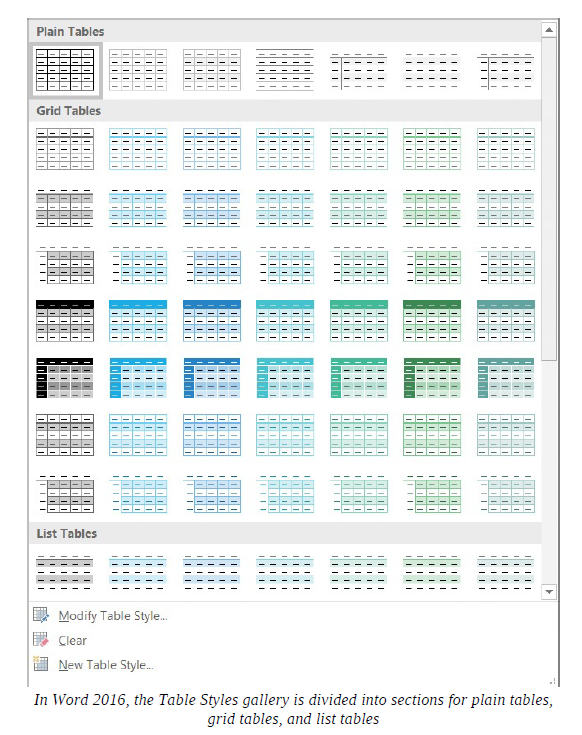 Plain Tables
Grid Tables
List Tables
Modify Table Style...
Clear
New Table Style...
In Word 2016, the Table Styles gallery is divided into sections for plain tables,
grid tables, and list tables